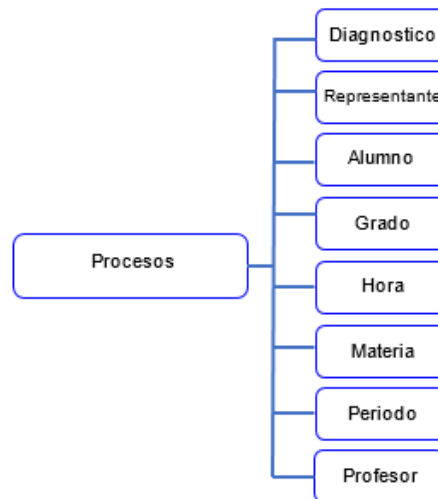 Diagnostico
Representante
Alumno
Grado
Procesos
Hora
Materia
Periodo
Profesor